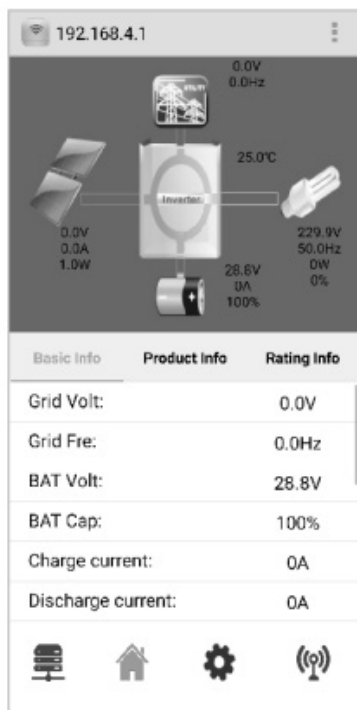 192.168.4.1
UTILITY
0.0V
0.0Hz
25.0℃
Inverter
0.0V
0.0A
1.0W
229.9V
50.0Hz
0W
0%
28.8V
0A
100%
Basic Info Product Info Rating Info
Grid Volt: 0.0V
Grid Fre: 0.0Hz
BAT Volt: 28.8V
BAT Cap: 100%
Charge current: 0A
Discharge current: 0A